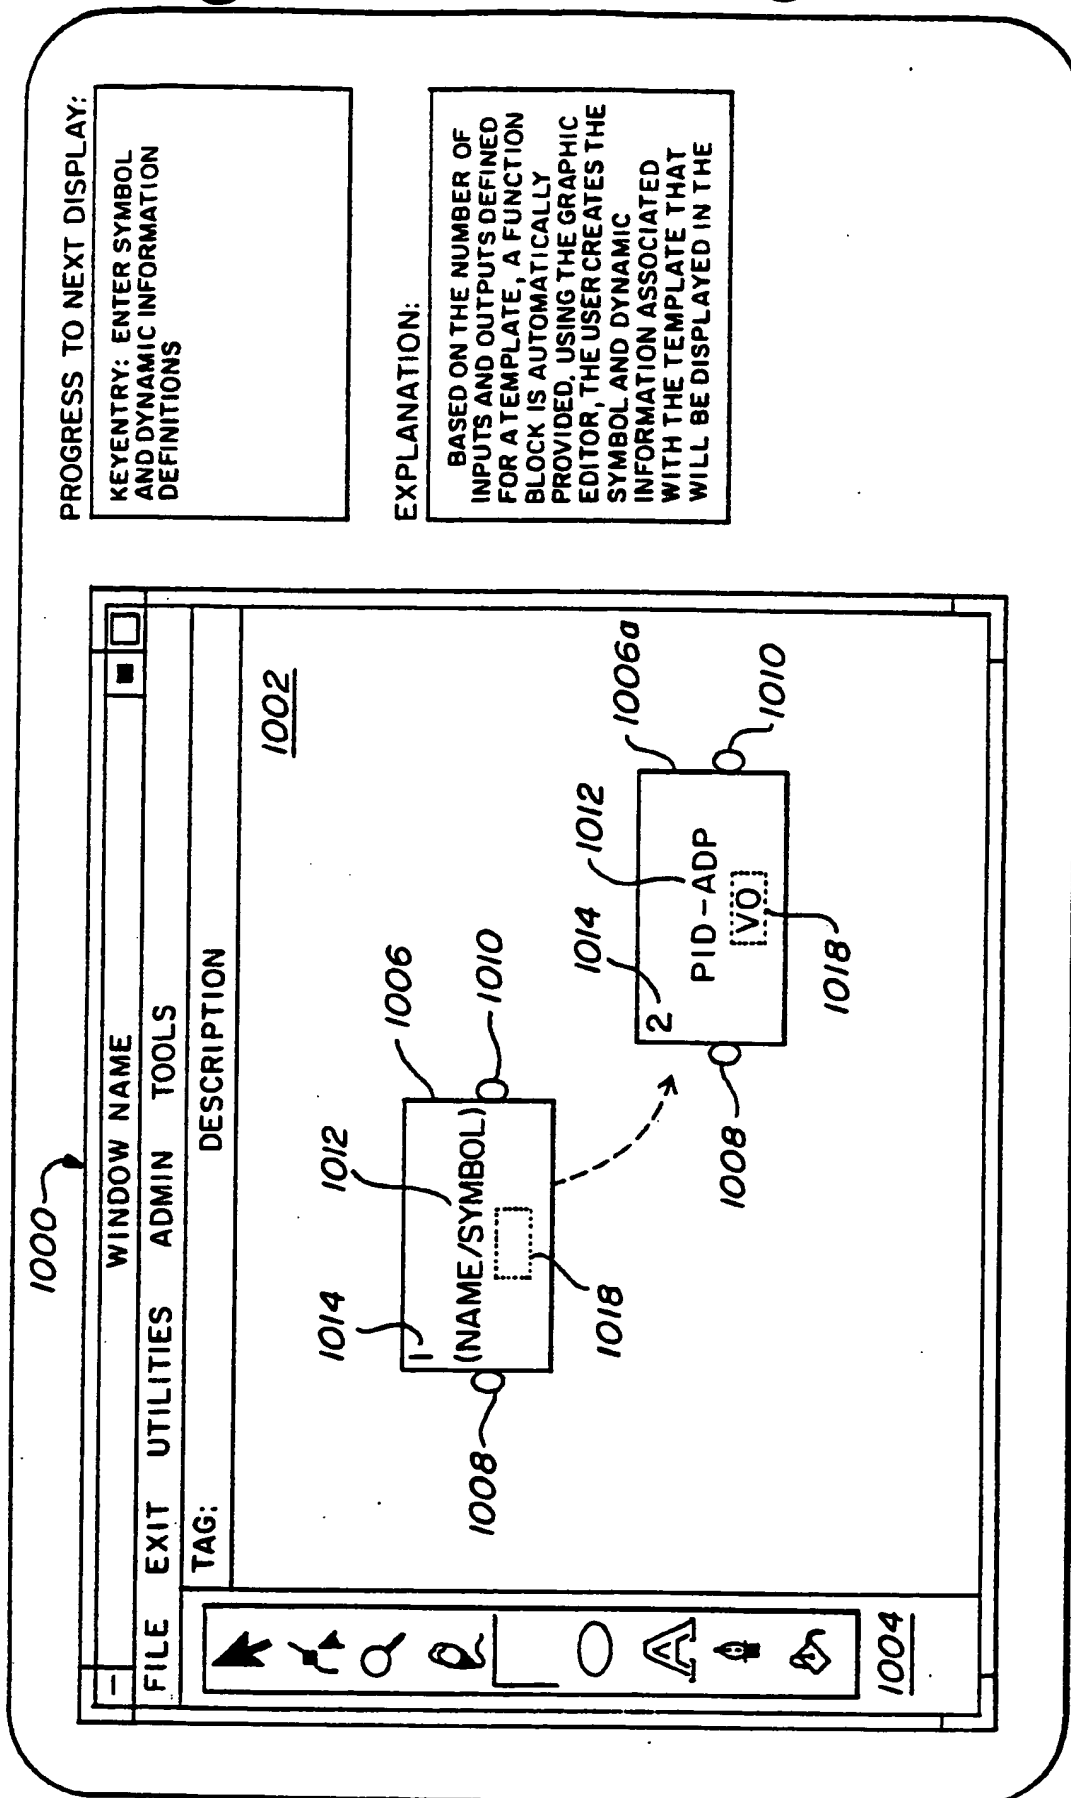 1000
WINDOW NAME
FILE EXIT UTILITIES ADMIN TOOLS
TAG: DESCRIPTION
1002
1014
1012
1006
1
(NAME/SYMBOL)
1010
1008
1018
1014
1012
1006a
2
PID-ADP
VO
1010
1008
1018
A
1004
PROGRESS TO NEXT DISPLAY:
KEYENTRY: ENTER SYMBOL
AND DYNAMIC INFORMATION
DEFINITIONS
EXPLANATION:
BASED ON THE NUMBER OF
INPUTS AND OUTPUTS DEFINED
FOR A TEMPLATE, A FUNCTION
BLOCK IS AUTOMATICALLY
PROVIDED. USING THE GRAPHIC
EDITOR, THE USER CREATES THE
SYMBOL AND DYNAMIC
INFORMATION ASSOCIATED
WITH THE TEMPLATE THAT
WILL BE DISPLAYED IN THE